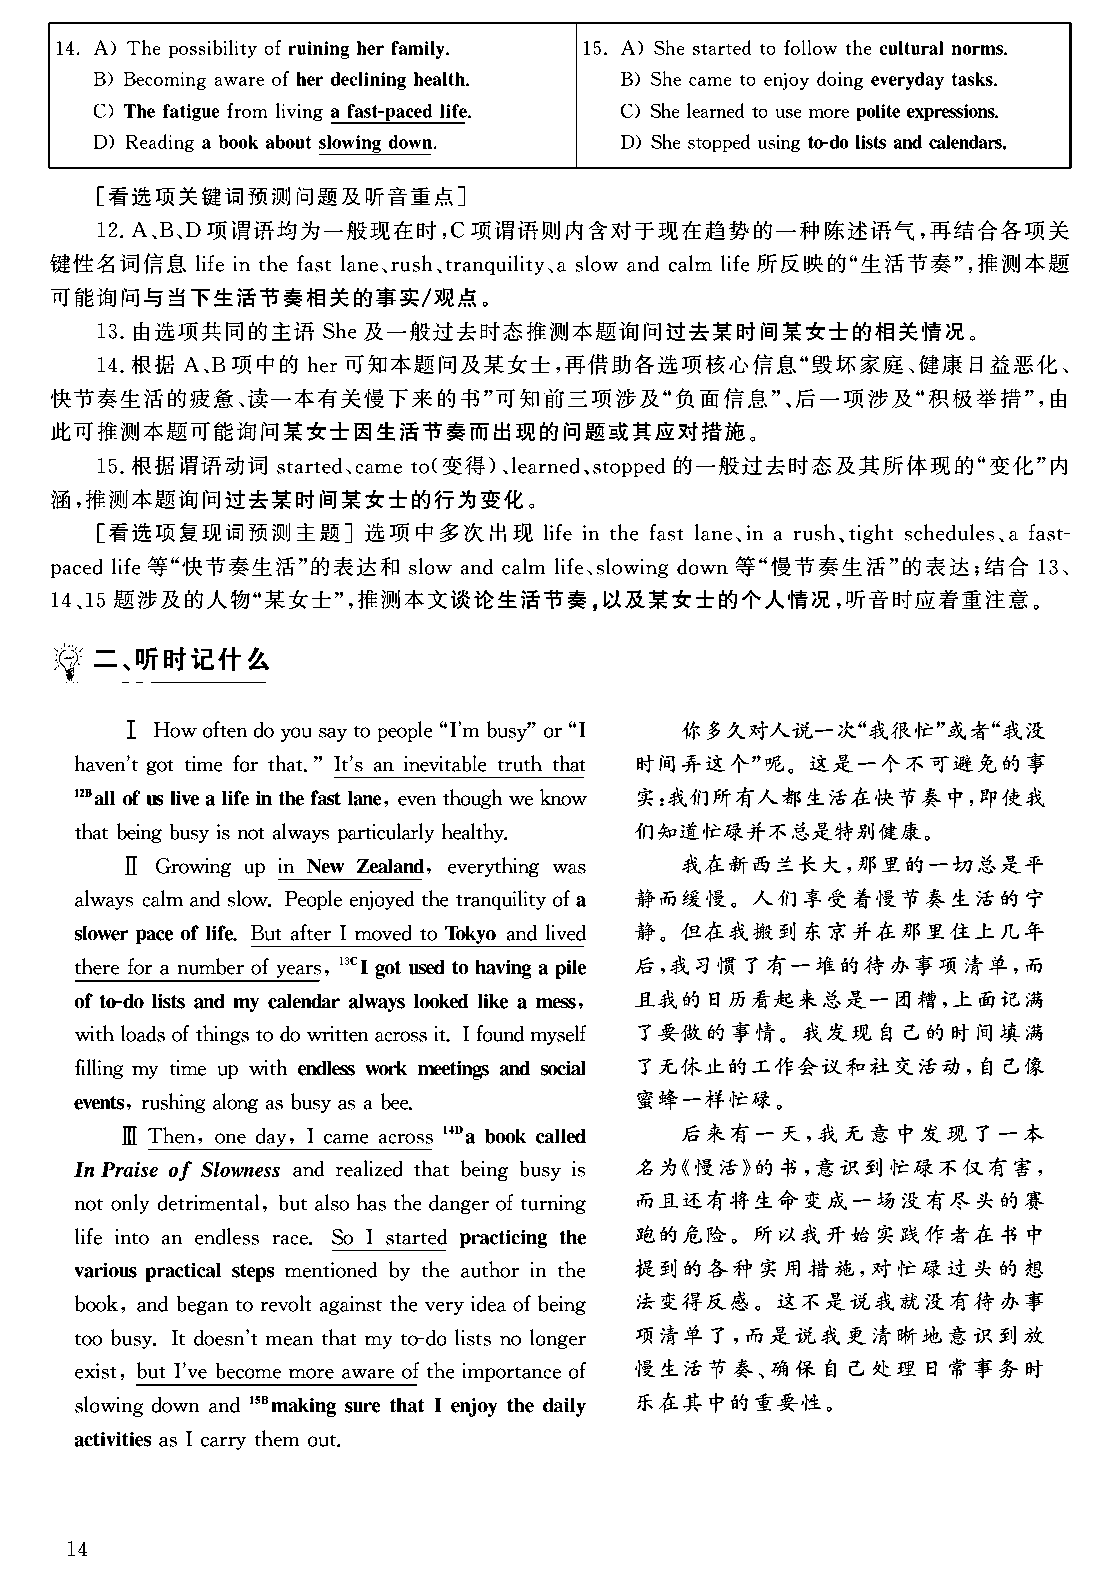 14. A) The possibility of ruining her family.
B) Becoming aware of her declining health.
C) The fatigue from living a fast-paced life.
D) Reading a book about slowing down.
15. A) She started to follow the cultural norms.
B) She came to enjoy doing everyday tasks.
C) She learned to use more polite expressions.
D) She stopped using to-do lists and calendars.
[看选项关键词预测问题及听音重点]
12. A、B、D项谓语均为一般现在时,C项谓语则内含对于现在趋势的一种陈述语气,再结合各项关
键性名词信息 life in the fast lane、rush、tranquility、a slow and calm life 所反映的“生活节奏”,推测本题
可能询问与当下生活节奏相关的事实/观点。
13. 由选项共同的主语 She 及一般过去时态推测本题询问过去某时间某女士的相关情况。
14. 根据 A、B项中的 her 可知本题问及某女士,再借助各选项核心信息“毁坏家庭、健康日益恶化、
快节奏生活的疲惫、读一本有关慢下来的书”可知前三项涉及“负面信息”、后一项涉及“积极举措”,由
此可推测本题可能询问某女士因生活节奏而出现的问题或其应对措施。
15. 根据谓语动词 started、came to(变得)、learned、stopped 的一般过去时态及其所体现的“变化”内
涵,推测本题询问过去某时间某女士的行为变化。
[看选项复现词预测主题] 选项中多次出现 life in the fast lane、in a rush、tight schedules、a fast-
paced life 等“快节奏生活”的表达和 slow and calm life、slowing down 等“慢节奏生活”的表达;结合 13、
14、15 题涉及的人物“某女士”,推测本文谈论生活节奏,以及某女士的个人情况,听音时应着重注意。
二、听时记什么
Ⅰ How often do you say to people “I’m busy” or “I
haven’t got time for that.” It’s an inevitable truth that
12B all of us live a life in the fast lane, even though we know
that being busy is not always particularly healthy.
Ⅱ Growing up in New Zealand, everything was
always calm and slow. People enjoyed the tranquility of a
slower pace of life. But after I moved to Tokyo and lived
there for a number of years, 13C I got used to having a pile
of to-do lists and my calendar always looked like a mess,
with loads of things to do written across it. I found myself
filling my time up with endless work meetings and social
events, rushing along as busy as a bee.
Ⅲ Then, one day, I came across 14D a book called
In Praise of Slowness and realized that being busy is
not only detrimental, but also has the danger of turning
life into an endless race. So I started practicing the
various practical steps mentioned by the author in the
book, and began to revolt against the very idea of being
too busy. It doesn’t mean that my to-do lists no longer
exist, but I’ve become more aware of the importance of
slowing down and 15B making sure that I enjoy the daily
activities as I carry them out.
你多久对人说一次“我很忙”或者“我没
时间弄这个”呢。这是一个不可避免的事
实:我们所有人都生活在快节奏中,即使我
们知道忙碌并不总是特别健康。
我在新西兰长大,那里的一切总是平
静而缓慢。人们享受着慢节奏生活的宁
静。但在我搬到东京并在那里住上几年
后,我习惯了有一堆的待办事项清单,而
且我的日历看起来总是一团糟,上面记满
了要做的事情。我发现自己的时间填满
了无休止的工作会议和社交活动,自己像
蜜蜂一样忙碌。
后来有一天,我无意中发现了一本
名为《慢活》的书,意识到忙碌不仅有害,
而且还有将生命变成一场没有尽头的赛
跑的危险。所以我开始实践作者在书中
提到的各种实用措施,对忙碌过头的想
法变得反感。这不是说我就没有待办事
项清单了,而是说我更清晰地意识到放
慢生活节奏、确保自己处理日常事务时
乐在其中的重要性。
14